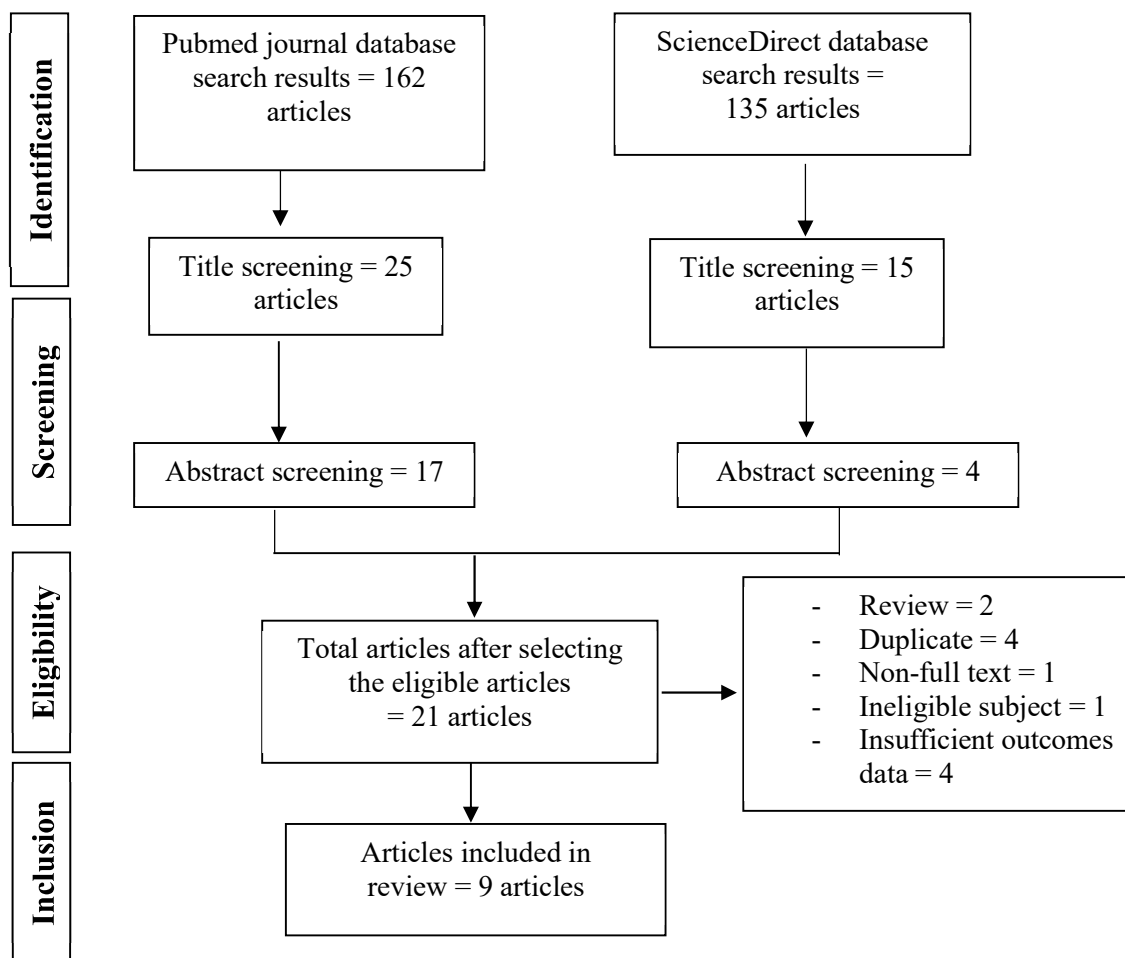 Identification
Pubmed journal database
search results = 162
articles
ScienceDirect database
search results =
135 articles
Title screening = 25
articles
Title screening = 15
articles
Screening
Abstract screening = 17
Abstract screening = 4
Eligibility
Total articles after selecting
the eligible articles
= 21 articles
- Review = 2
- Duplicate = 4
- Non-full text = 1
- Ineligible subject = 1
- Insufficient outcomes
data = 4
Inclusion
Articles included in
review = 9 articles